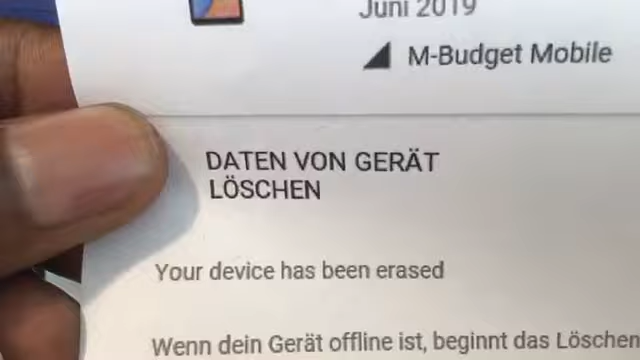 Juni 2019
M-Budget Mobile
DATEN VON GERÄT
LÖSCHEN
Your device has been erased
Wenn dein Gerät offline ist, beginnt das Löschen